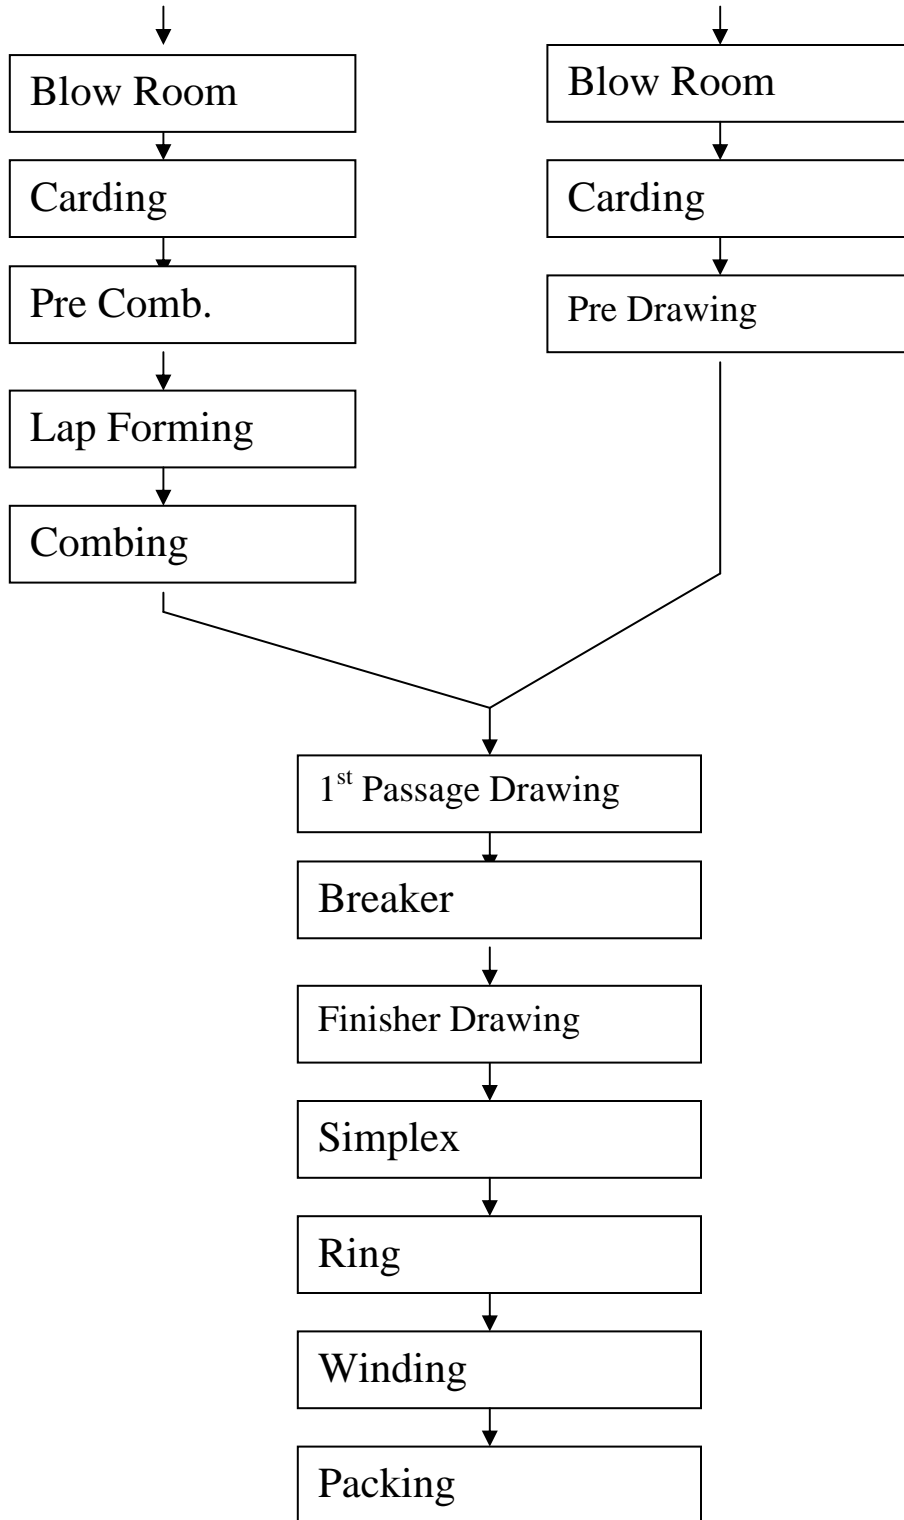 Blow Room
Carding
Pre Comb.
Lap Forming
Combing
Blow Room
Carding
Pre Drawing
1st Passage Drawing
Breaker
Finisher Drawing
Simplex
Ring
Winding
Packing